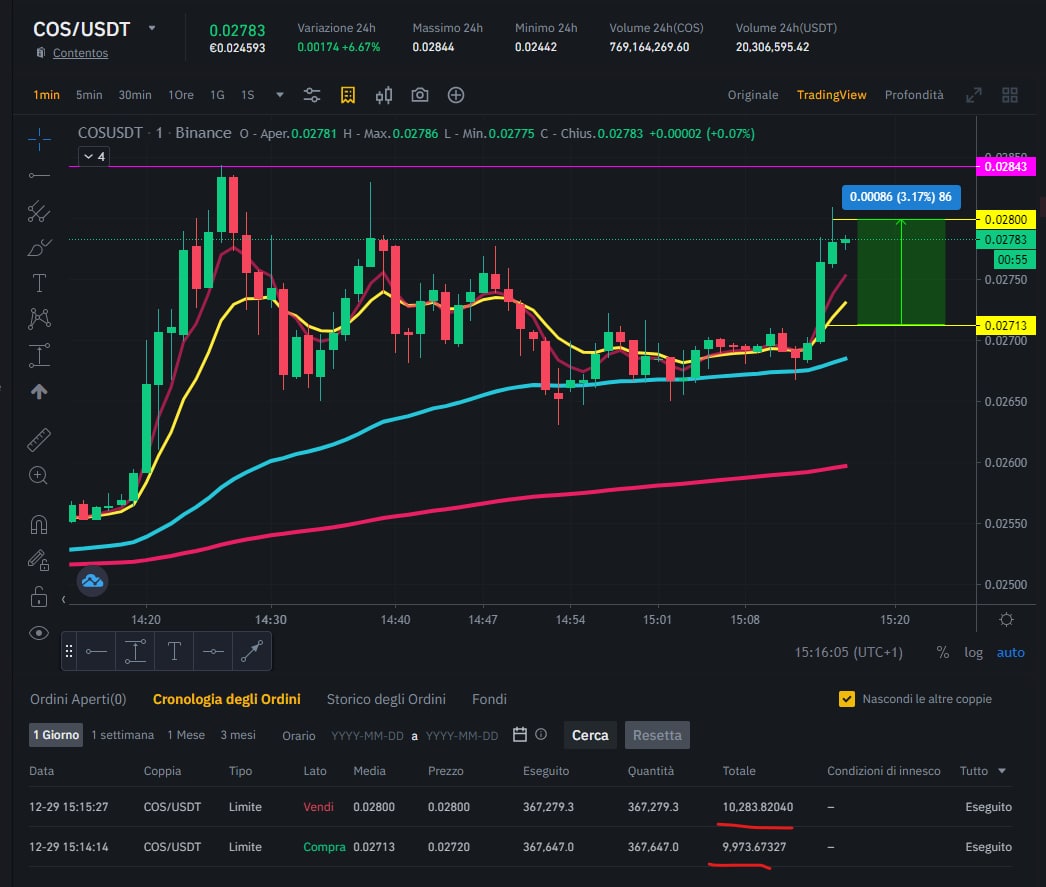 COS/USDT
Contentos
0.02783
€0.024593
Variazione 24h
0.00174 +6.67%
Massimo 24h
0.02844
Minimo 24h
0.02442
Volume 24h(COS)
769,164,269.60
Volume 24h(USDT)
20,306,595.42
1min 5min 30min 1Ore 1G 1S
Originale TradingView Profondità
COSUSDT · 1 · Binance O - Aper.0.02781 H - Max.0.02786 L - Min.0.02775 C - Chius.0.02783 +0.00002 (+0.07%)
4
0.02850
0.02843
0.00086 (3.17%) 86
0.02800
0.02783
00:55
0.02750
0.02713
0.02700
0.02650
0.02600
0.02550
0.02500
14:20 14:30 14:40 14:47 14:54 15:01 15:08 15:20
15:16:05 (UTC+1) % log auto
Ordini Aperti(0) Cronologia degli Ordini Storico degli Ordini Fondi Nascondi le altre coppie
1 Giorno 1 settimana 1 Mese 3 mesi Orario YYYY-MM-DD a YYYY-MM-DD Cerca Resetta
Data Coppia Tipo Lato Media Prezzo Eseguito Quantità Totale Condizioni di innesco Tutto
12-29 15:15:27 COS/USDT Limite Vendi 0.02800 0.02800 367,279.3 367,279.3 10,283.82040 – Eseguito
12-29 15:14:14 COS/USDT Limite Compra 0.02713 0.02720 367,647.0 367,647.0 9,973.67327 – Eseguito